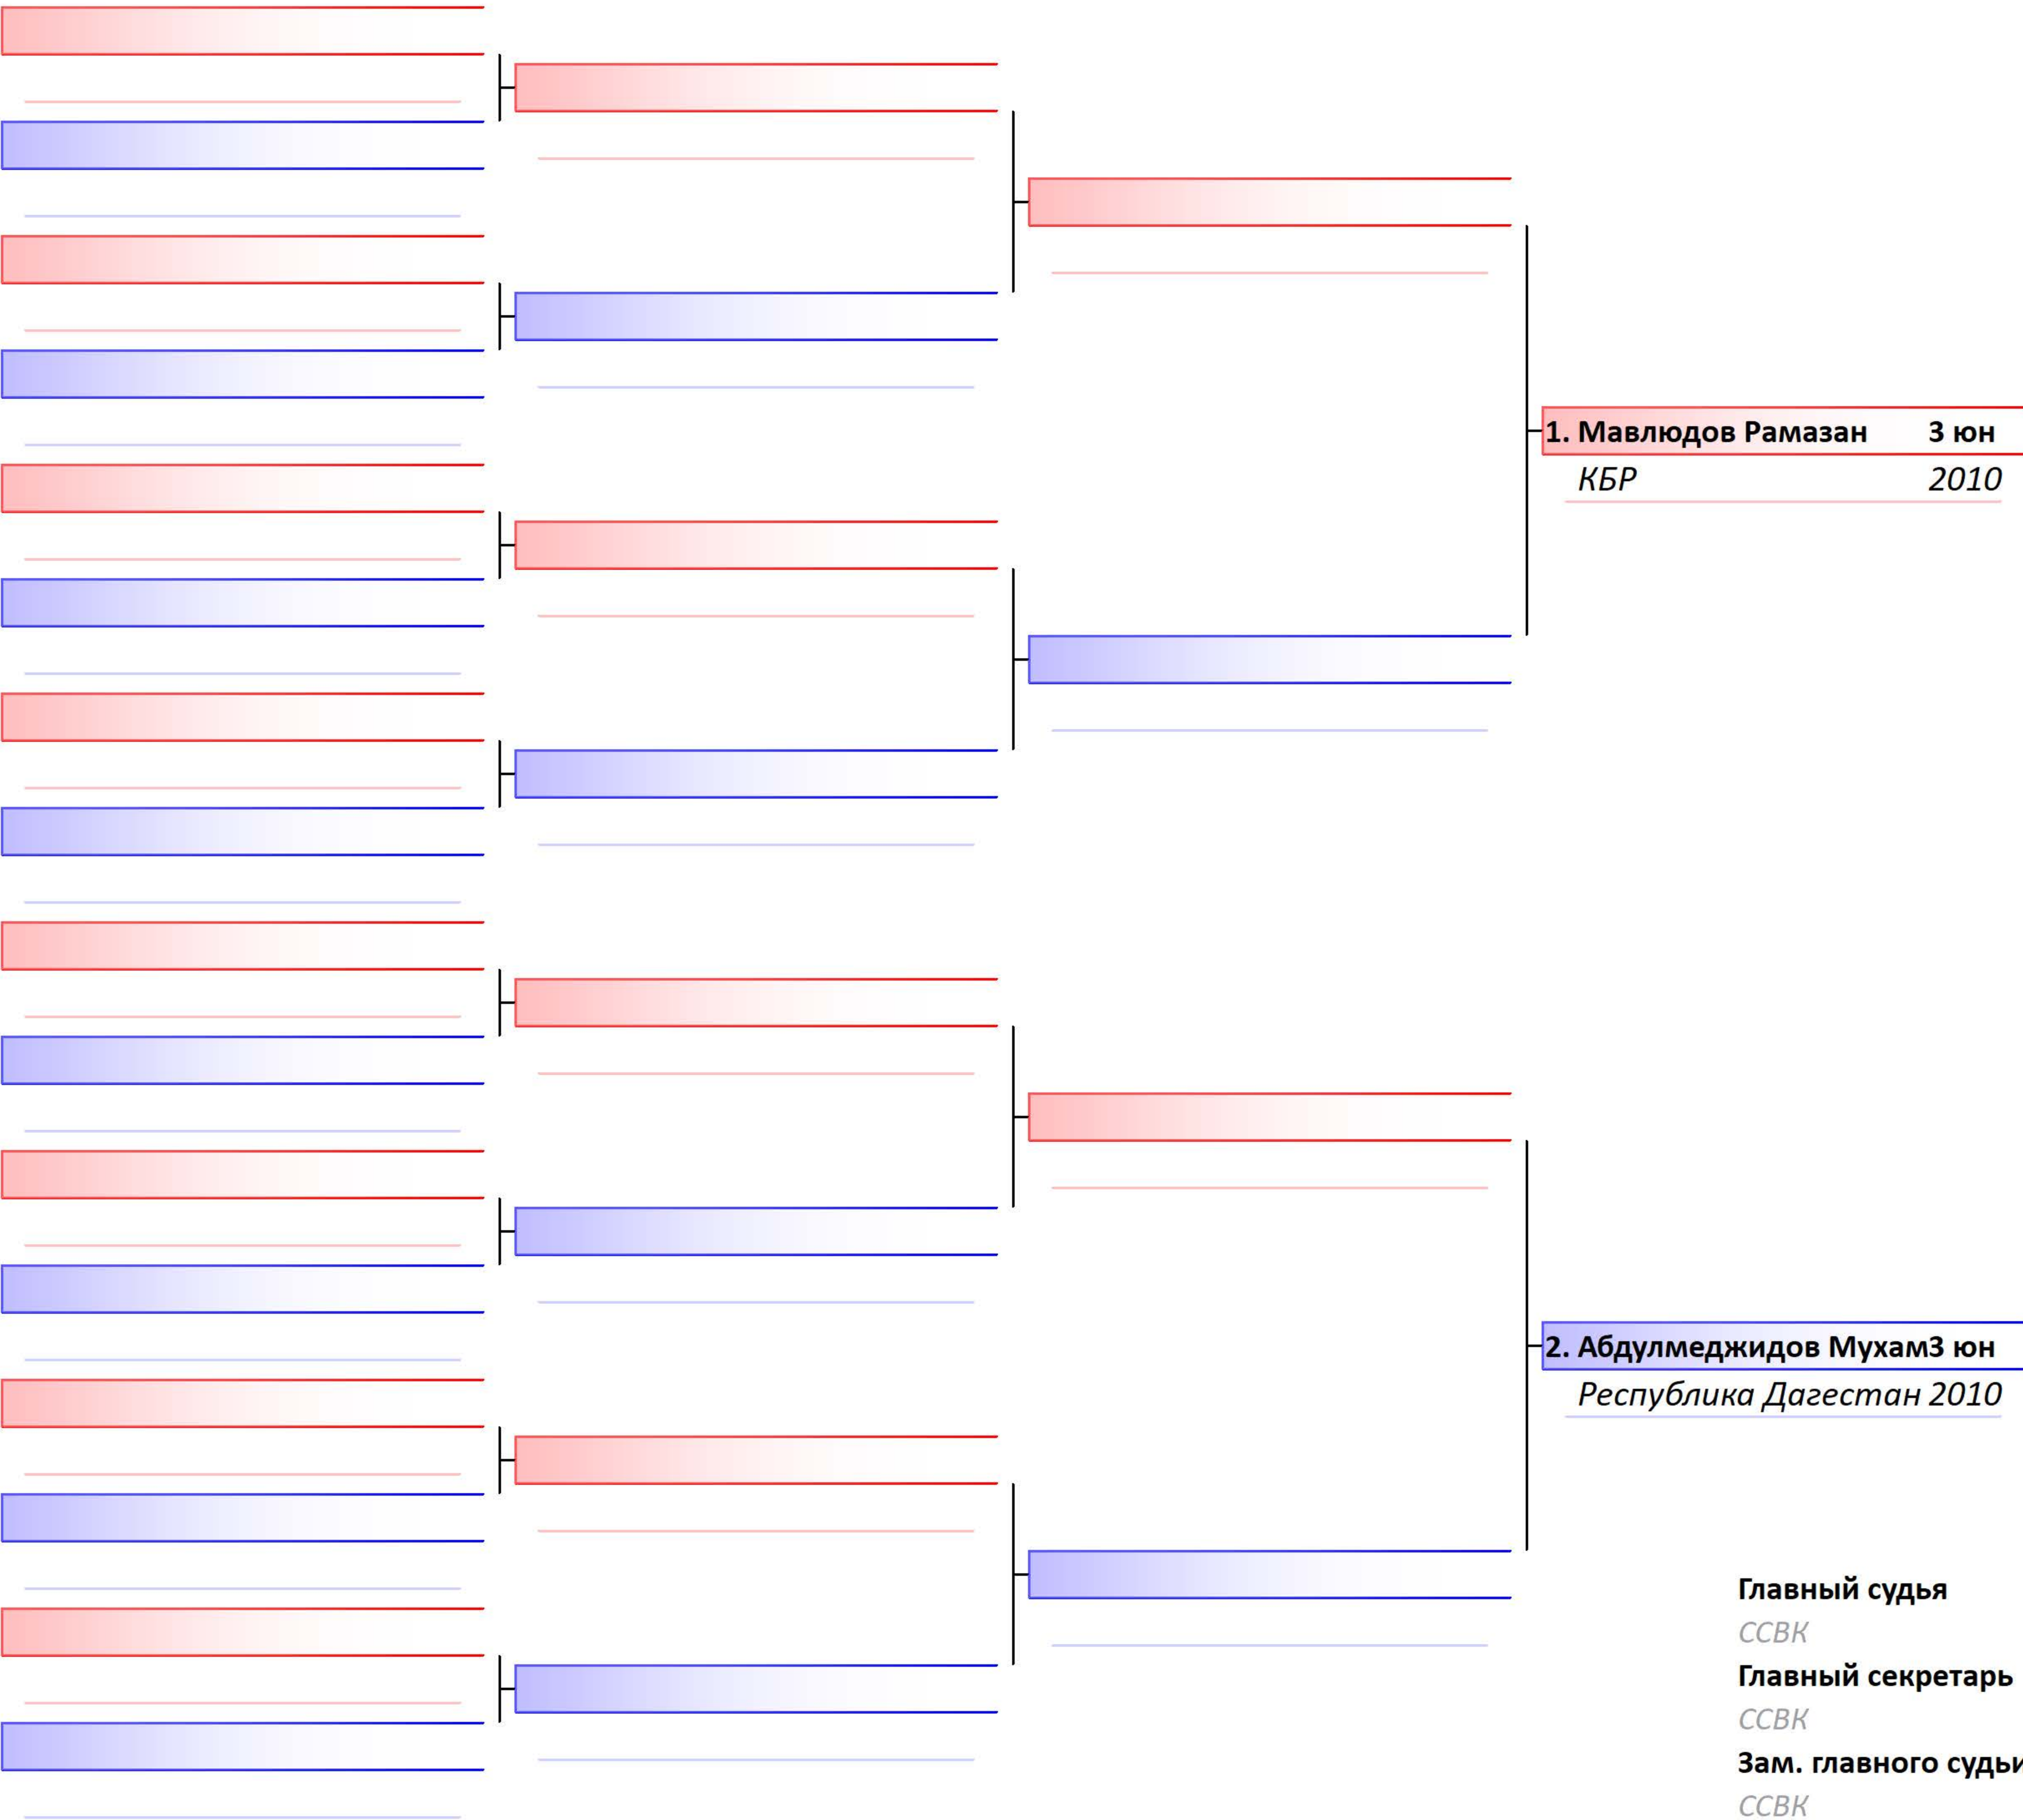 1. Мавлюдов Рамазан 3 юн
КБР 2010
2. Абдулмеджидов Мухам3 юн
Республика Дагестан 2010
Главный судья
ССВК
Главный секретарь
ССВК
Зам. главного судьи
ССВК